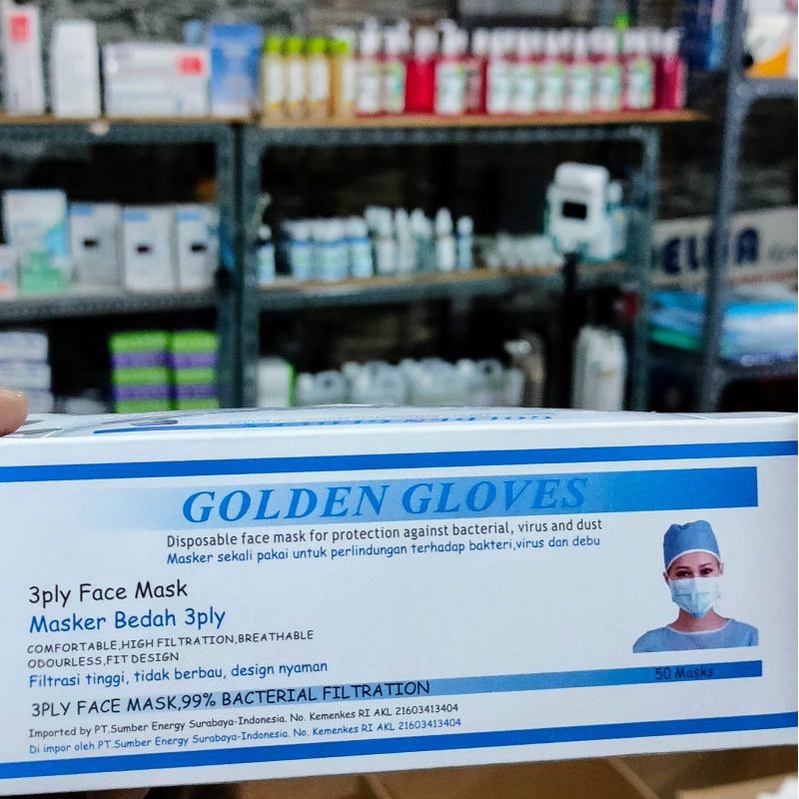 GOLDEN GLOVES
Disposable face mask for protection against bacterial, virus and dust
Masker sekali pakai untuk perlindungan terhadap bakteri,virus dan debu
3ply Face Mask
Masker Bedah 3ply
COMFORTABLE,HIGH FILTRATION,BREATHABLE
ODOURLESS,FIT DESIGN
Filtrasi tinggi, tidak berbau, design nyaman
50 Masks
3PLY FACE MASK,99% BACTERIAL FILTRATION
Imported by PT.Sumber Energy Surabaya-Indonesia. No. Kemenkes RI AKL 21603413404
Di impor oleh PT.Sumber Energy Surabaya-Indonesia. No. Kemenkes RI AKL 21603413404